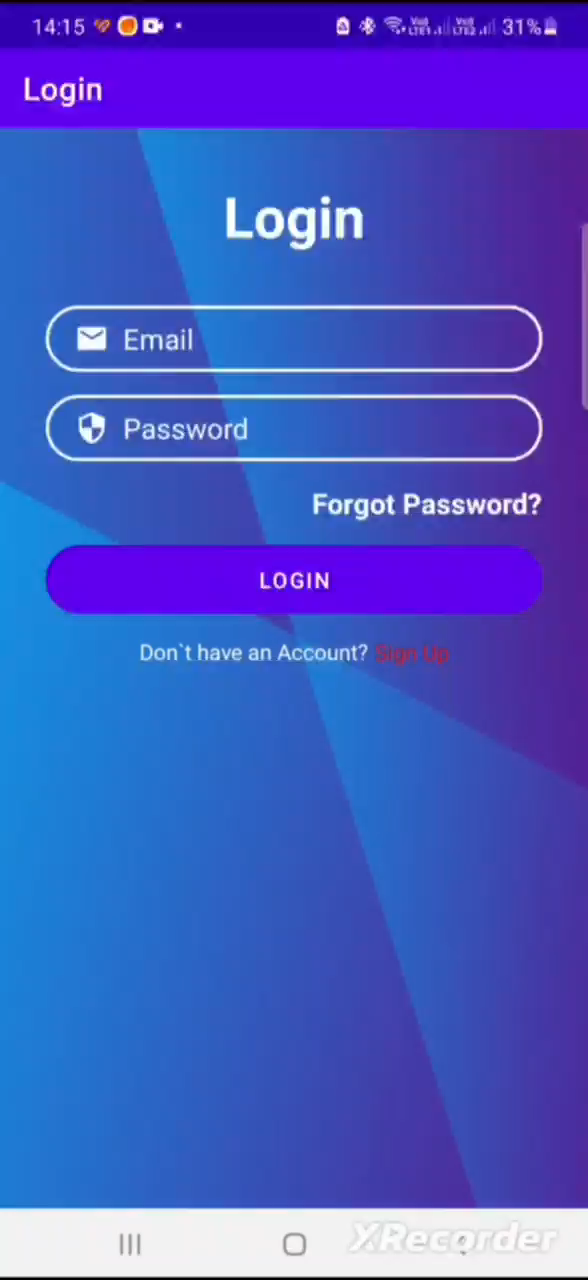 14:15 31%
Login
Login
Email
Password
Forgot Password?
LOGIN
Don`t have an Account? Sign Up
XRecorder